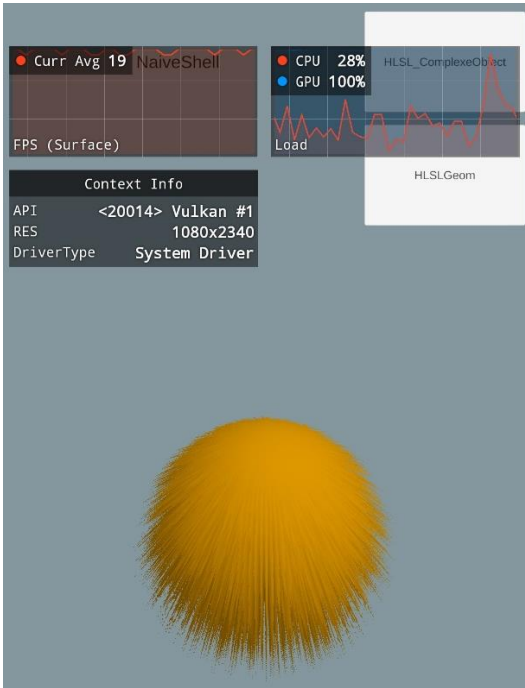 Curr Avg 19
NaiveShell
FPS (Surface)
CPU 28%
GPU 100%
HLSL_ComplexeObject
Load
HLSLGeom
Context Info
API <20014> Vulkan #1
RES 1080x2340
DriverType System Driver